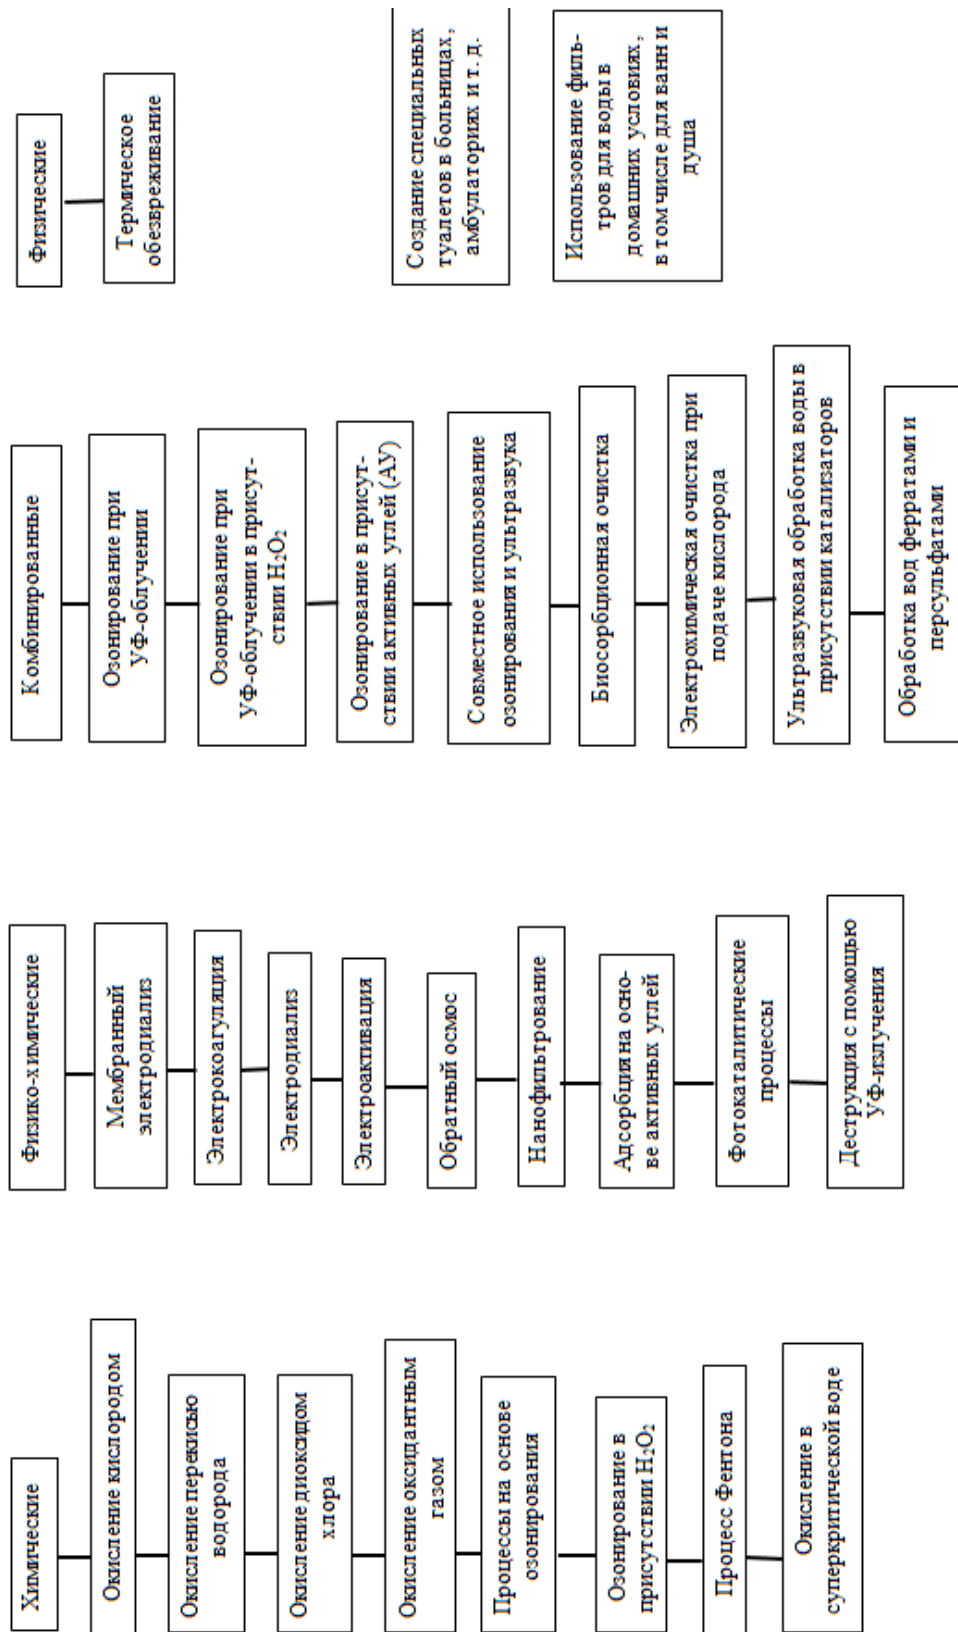 Химические
Окисление кислородом
Окисление перекисью
водорода
Окисление диоксидом
хлора
Окисление оксидантным
газом
Процессы на основе
озонирования
Озонирование в
присутствии H₂O₂
Процесс Фентона
Окисление в
суперкритической воде
Физико-химические
Мембранный
электродиализ
Электрокоагуляция
Электродиализ
Электроактивация
Обратный осмос
Нанофильтрование
Адсорбция на осно-
ве активных углей
Фотокаталитические
процессы
Деструкция с помощью
УФ-излучения
Комбинированные
Озонирование при
УФ-облучении
Озонирование при
УФ-облучении в присут-
ствии H₂O₂
Озонирование в присут-
ствии активных углей (АУ)
Совместное использование
озонирования и ультразвука
Биосорбционная очистка
Электрохимическая очистка при
подаче кислорода
Ультразвуковая обработка воды в
присутствии катализаторов
Обработка вод ферратами и
персульфатами
Физические
Термическое
обезвреживание
Создание специальных
туалетов в больницах,
амбулаториях и т. д.
Использование филь-
тров для воды в
домашних условиях,
в том числе для ванн и
душа